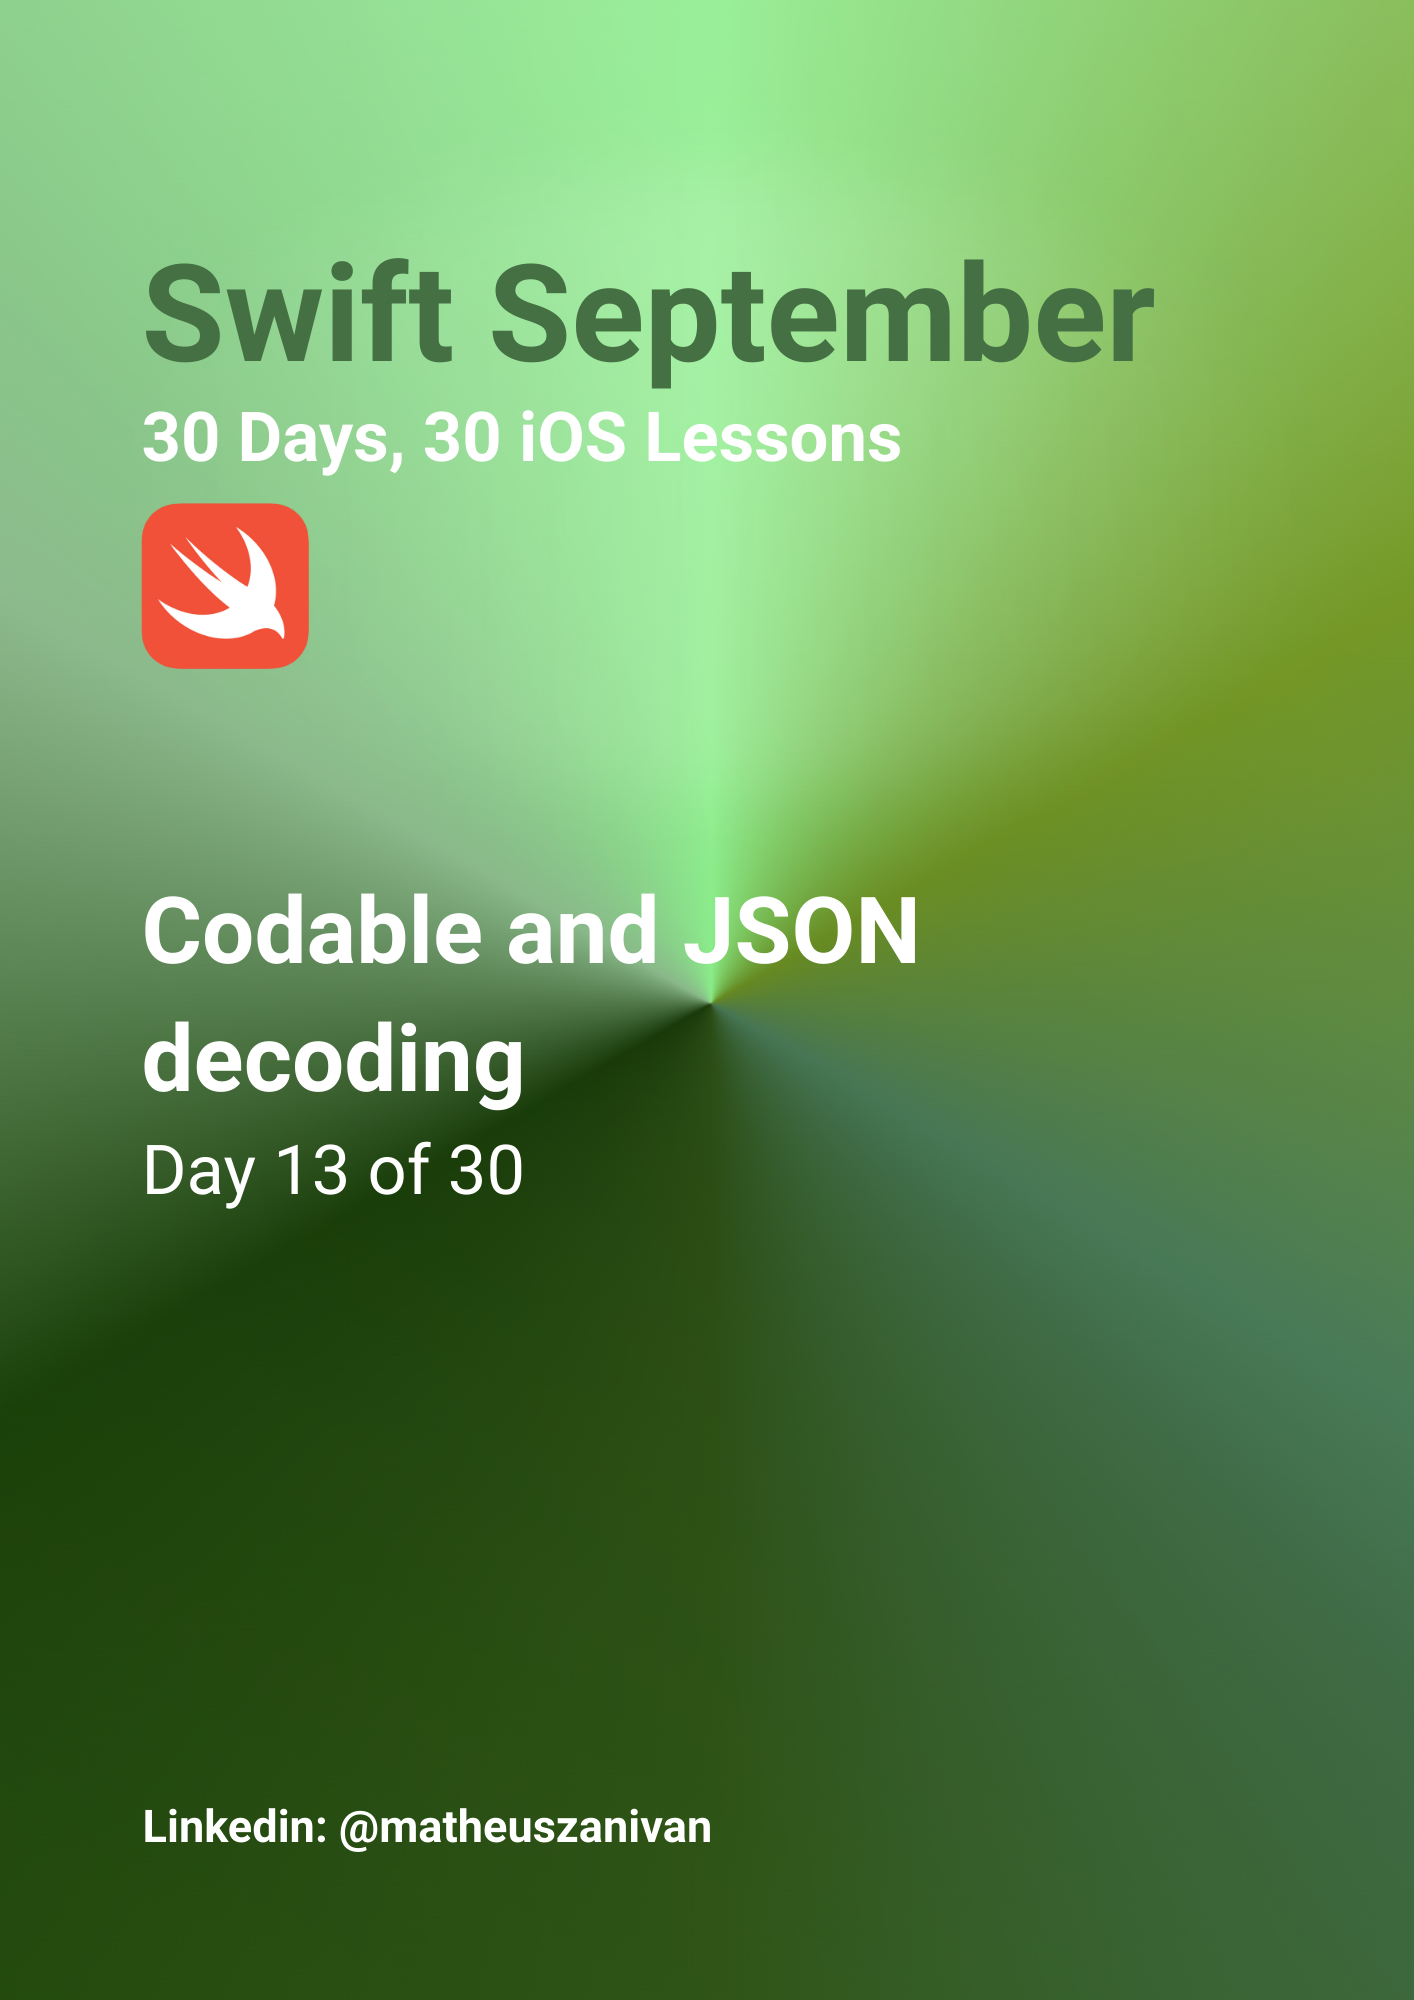 Swift September
30 Days, 30 iOS Lessons
Codable and JSON
decoding
Day 13 of 30
Linkedin: @matheuszanivan